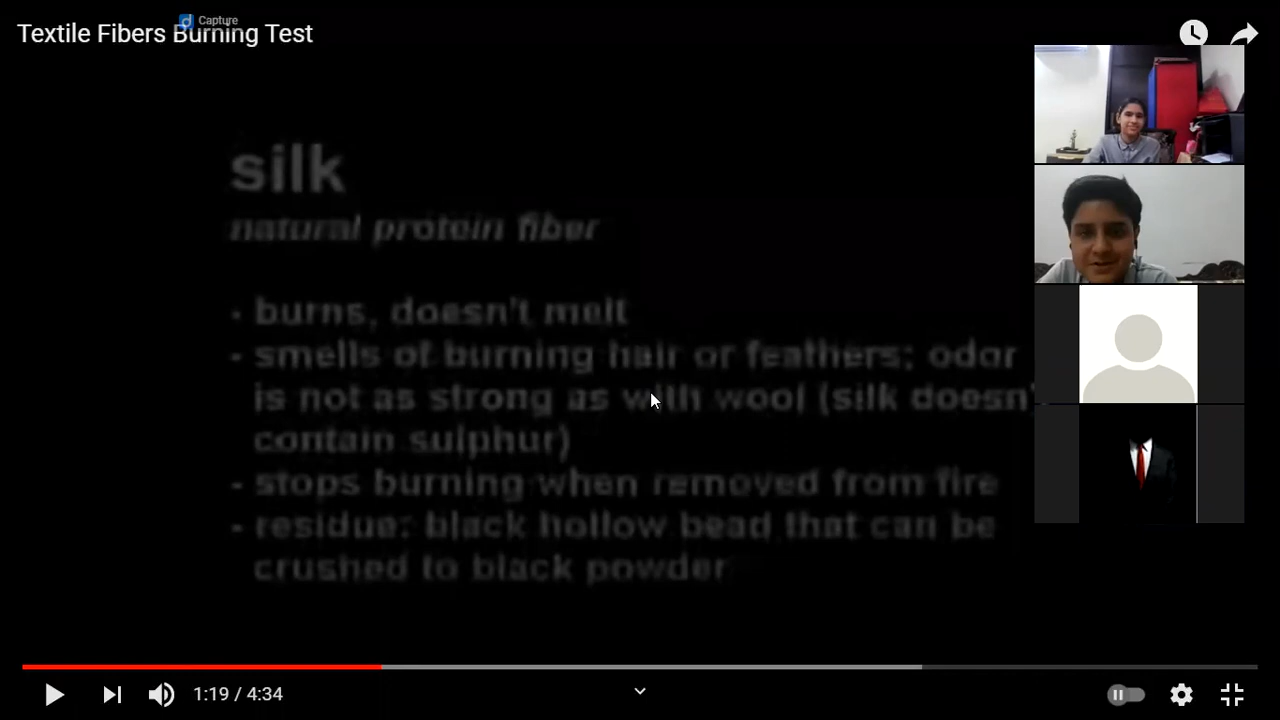 Capture
Textile Fibers Burning Test
silk
natural protein fiber
- burns, doesn't melt
- smells of burning hair or feathers; odor
is not as strong as with wool (silk doesn'
contain sulphur)
- stops burning when removed from fire
- residue: black hollow bead that can be
crushed to black powder
1:19 / 4:34